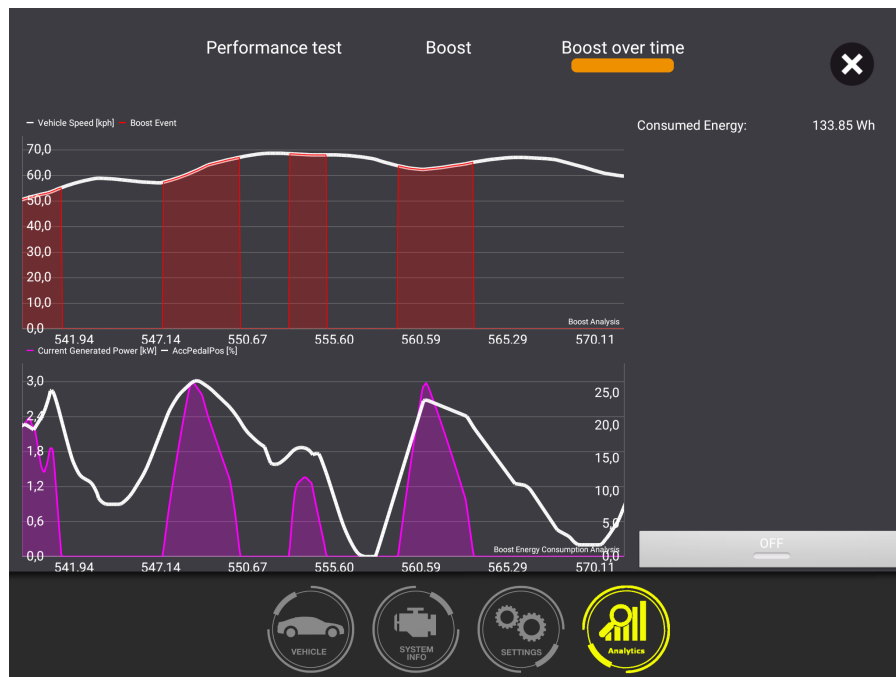 Performance test Boost Boost over time
Vehicle Speed [kph] Boost Event
Consumed Energy: 133.85 Wh
70,0
60,0
50,0
40,0
30,0
20,0
10,0
0,0
Boost Analysis
541.94 547.14 550.67 555.60 560.59 565.29 570.11
Current Generated Power [kW] AccPedalPos [%]
3,0
25,0
2,4
20,0
1,8
15,0
1,2
10,0
0,6
5,0
0,0
Boost Energy Consumption Analysis
0,0
OFF
541.94 547.14 550.67 555.60 560.59 565.29 570.11
VEHICLE
SYSTEM
INFO
SETTINGS
Analytics